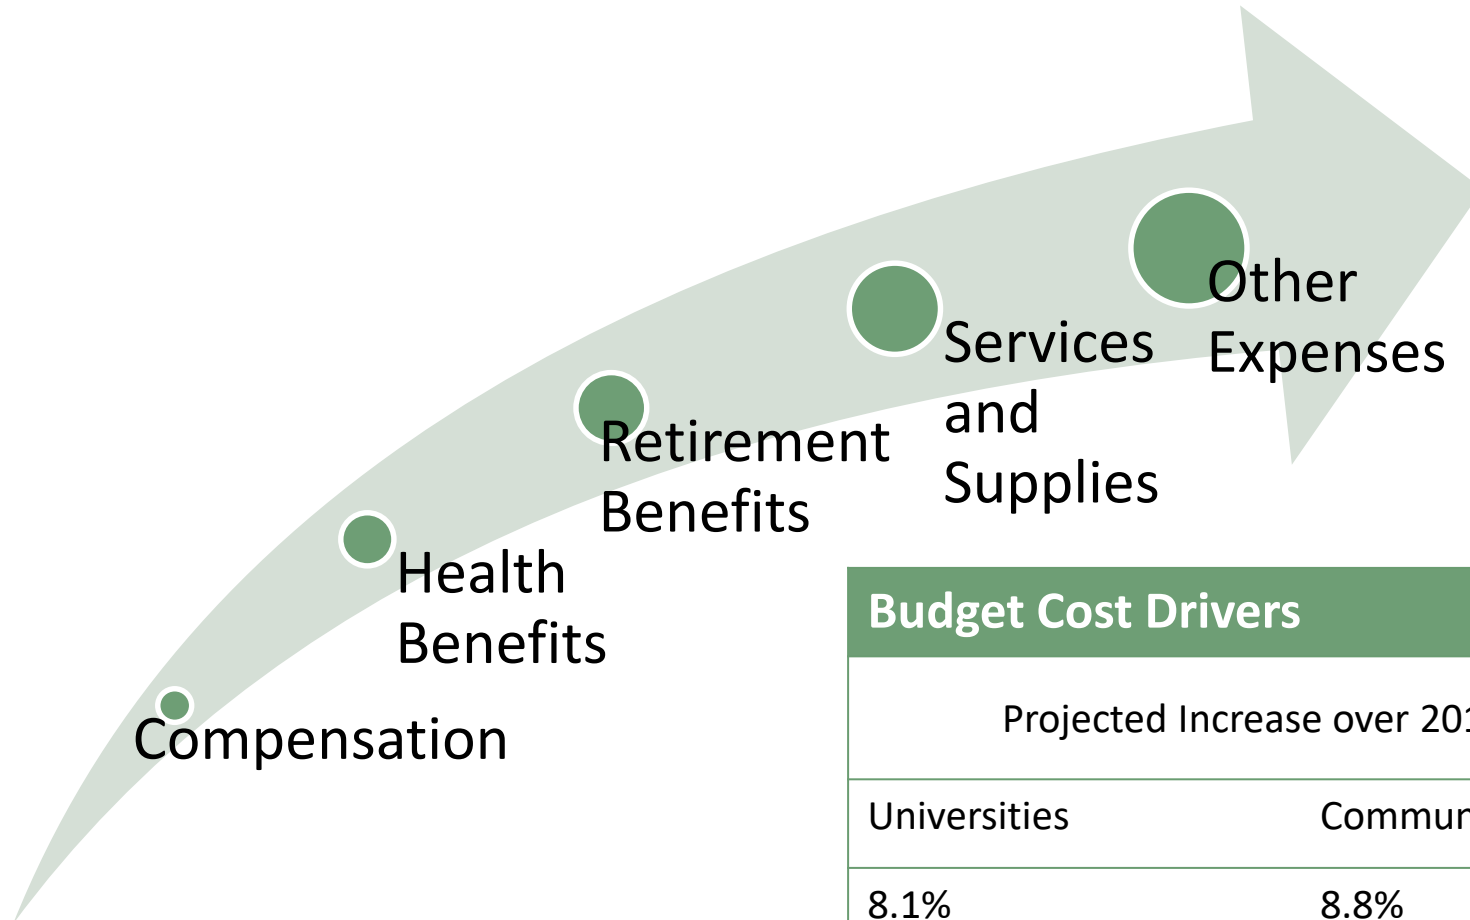 Other
Expenses
Services
and
Supplies
Retirement
Benefits
Health
Benefits
Compensation
Budget Cost Drivers
Projected Increase over
Universities
8.1% 8.8%